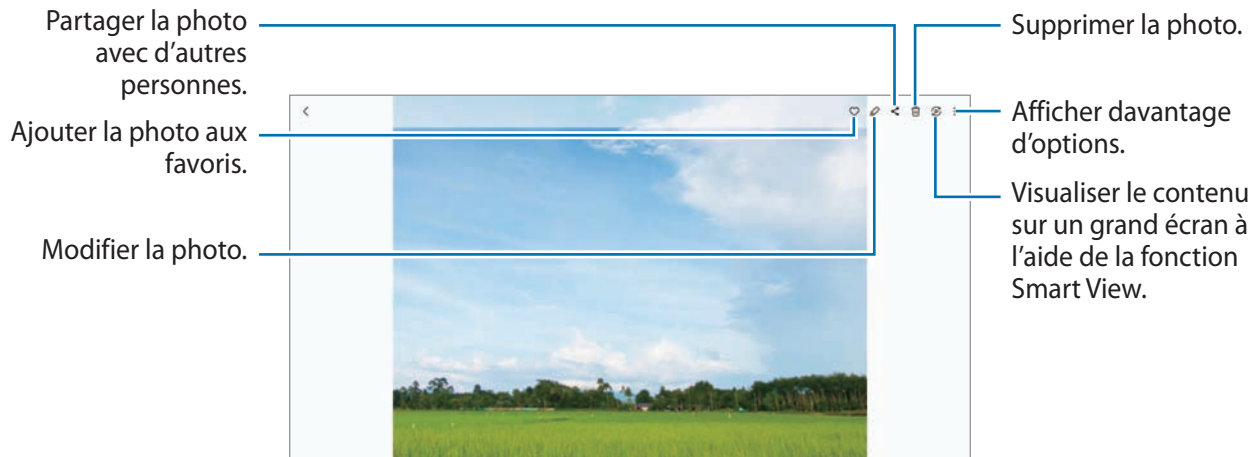 Partager la photo
avec d’autres
personnes.
Ajouter la photo aux
favoris.
Modifier la photo.
Supprimer la photo.
Afficher davantage
d’options.
Visualiser le contenu
sur un grand écran à
l’aide de la fonction
Smart View.